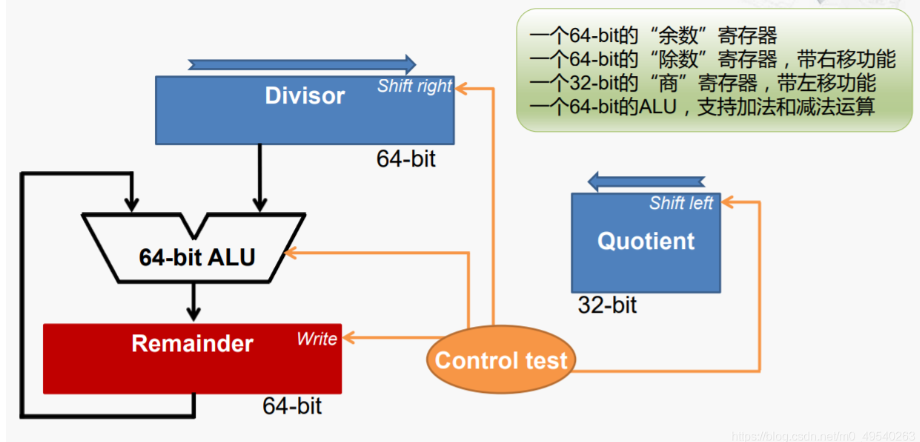 一个64-bit的“余数”寄存器
一个64-bit的“除数”寄存器，带右移功能
一个32-bit的“商”寄存器，带左移功能
一个64-bit的ALU，支持加法和减法运算
Shift right
Divisor
64-bit
Shift left
Quotient
32-bit
64-bit ALU
Remainder
Write
64-bit
Control test
https://blog.csdn.net/m0_49540263